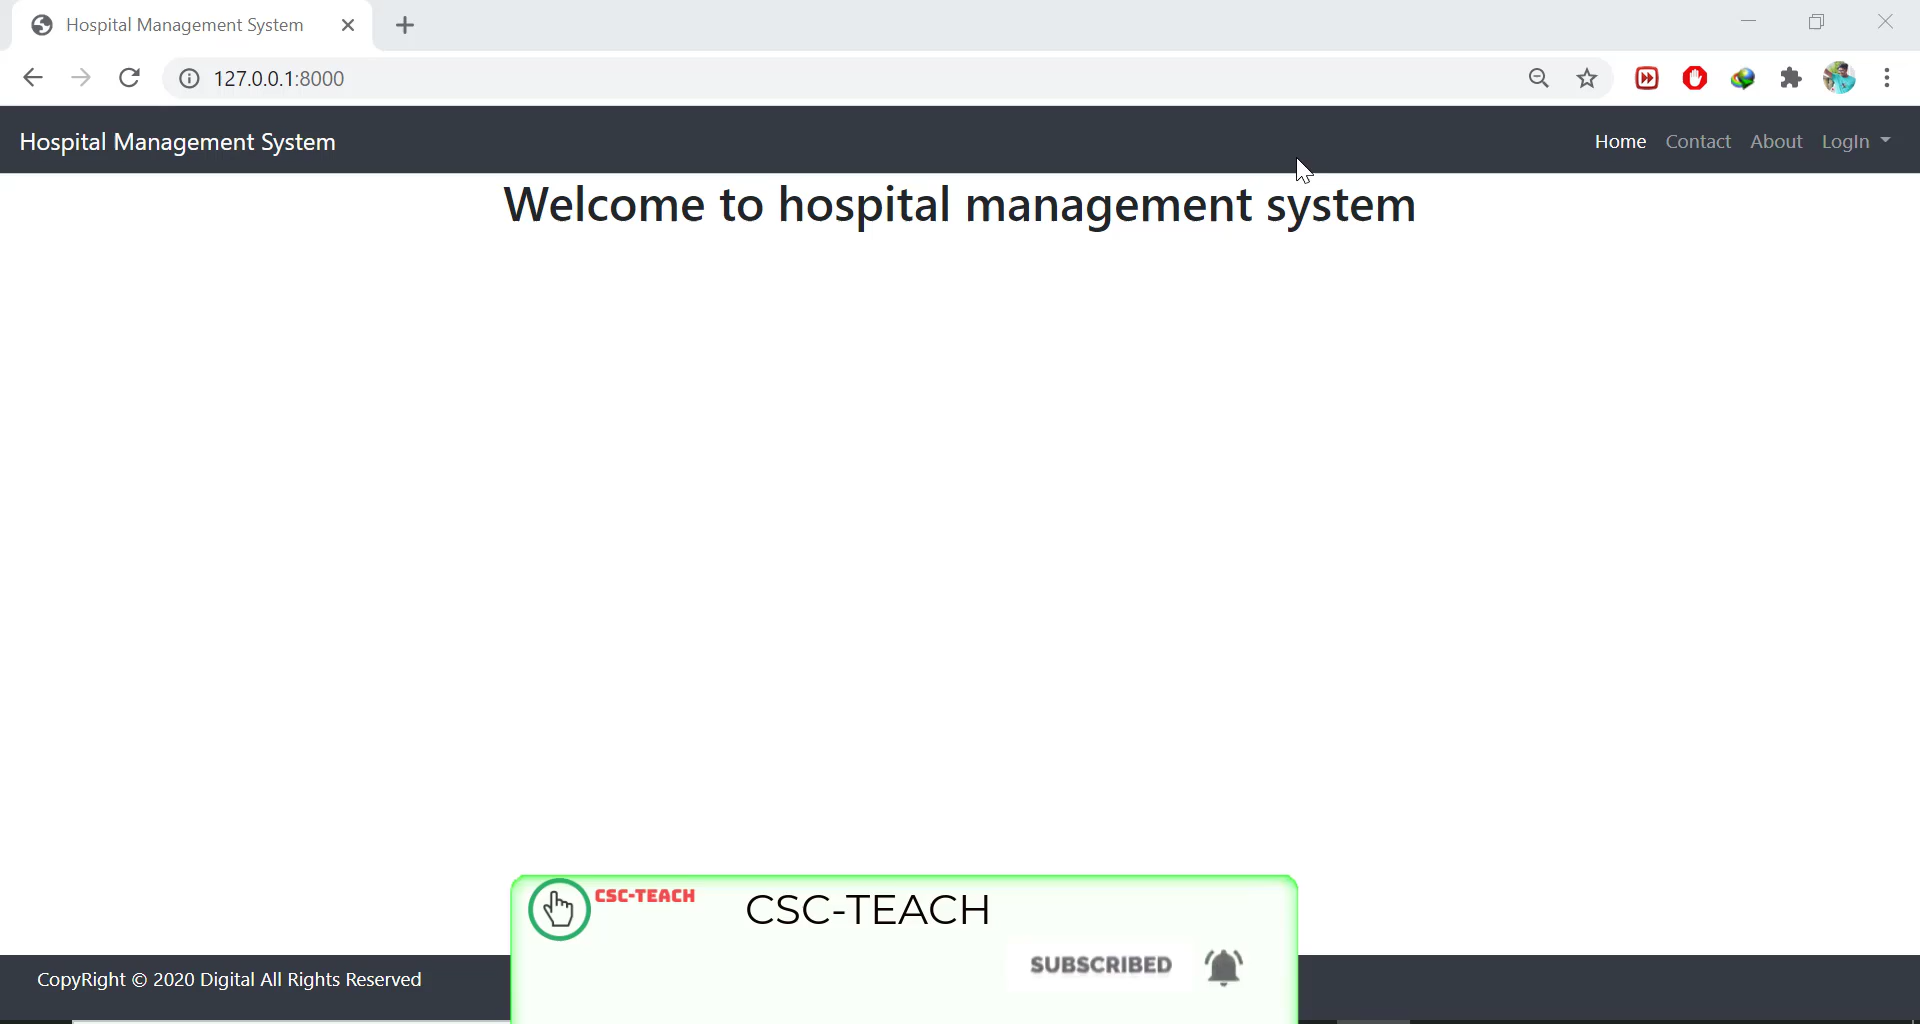 Hospital Management System
127.0.0.1:8000
Hospital Management System
Home Contact About LogIn
Welcome to hospital management system
CSC-TEACH
CSC-TEACH
SUBSCRIBED
CopyRight © 2020 Digital All Rights Reserved